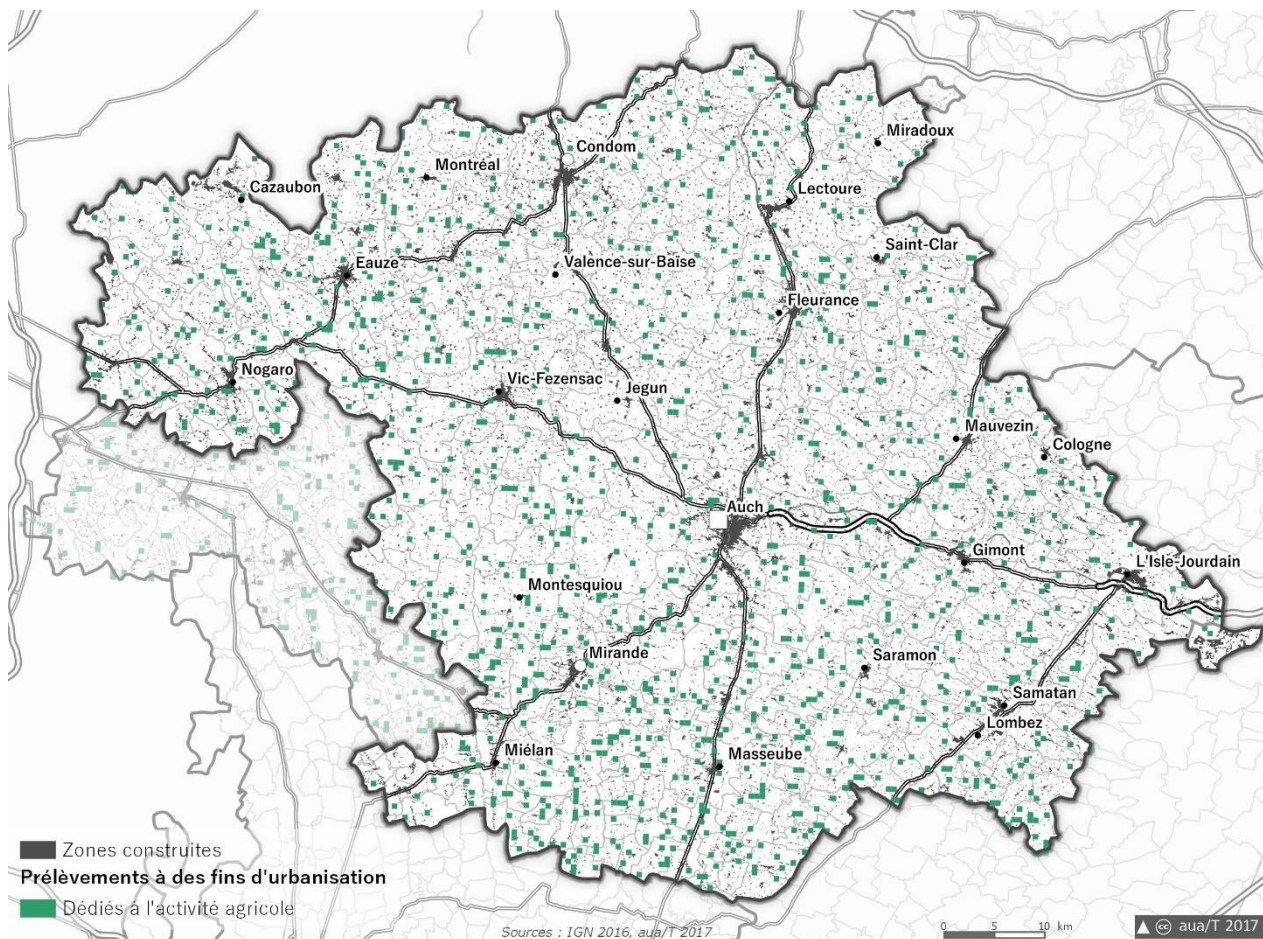 Miradoux
Condom
Montréal
Lectoure
Cazaubon
Saint-Clar
Eauze
Valence-sur-Baïse
Fleurance
Nogaro
Vic-Fezensac
Jegun
Mauvezin
Cologne
Auch
Gimont
L'Isle-Jourdain
Montesquiou
Mirande
Saramon
Samatan
Lombez
Miélan
Masseube
Zones construites
Prélèvements à des fins d'urbanisation
Dédiés à l'activité agricole
Sources : IGN 2016, aua/T 2017
0 5 10 km
cc aua/T 2017